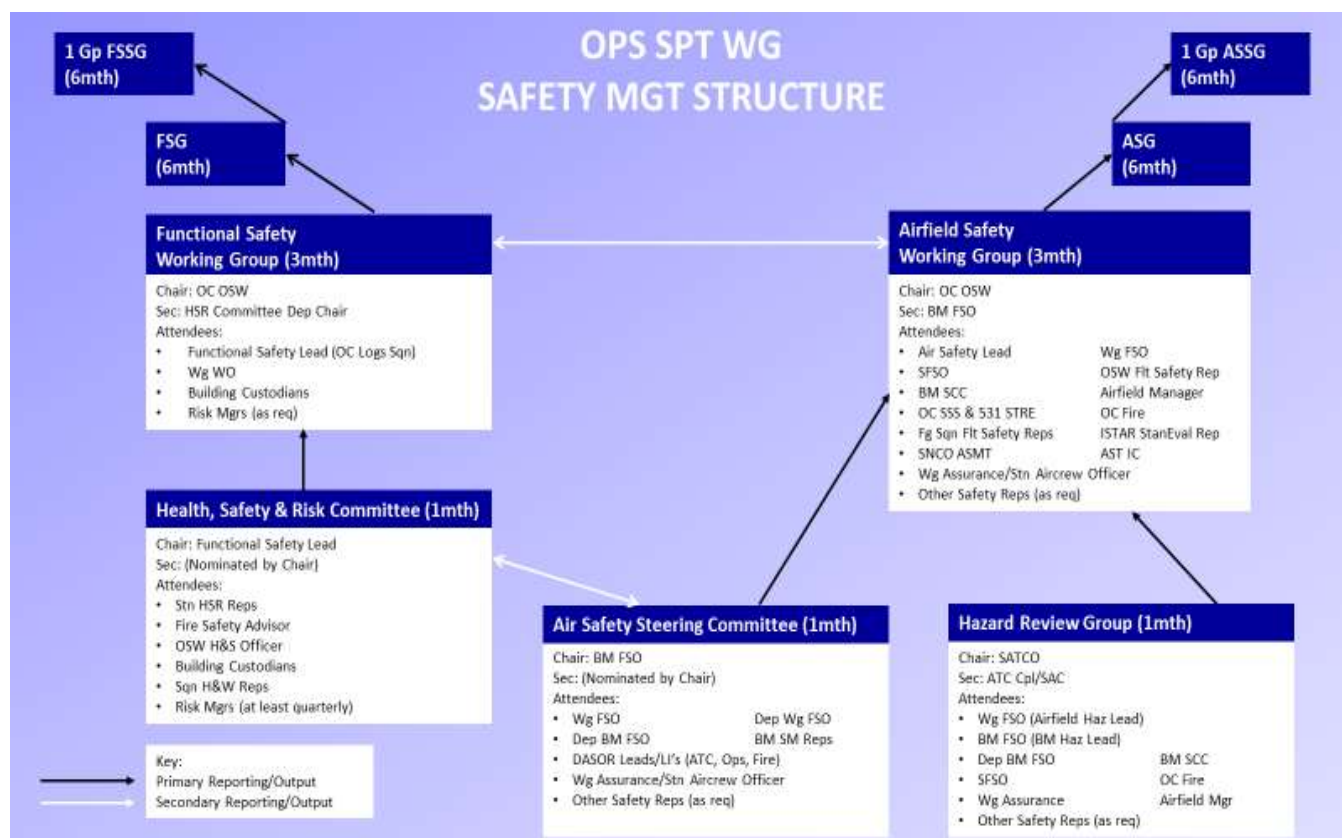 OPS SPT WG
SAFETY MGT STRUCTURE
1 Gp FSSG
(6mth)
1 Gp ASSG
(6mth)
FSG
(6mth)
ASG
(6mth)
Functional Safety
Working Group (3mth)
Chair: OC OSW
Sec: HSR Committee Dep Chair
Attendees:
• Functional Safety Lead (OC Logs Sqn)
• Wg WO
• Building Custodians
• Risk Mgrs (as req)
Airfield Safety
Working Group (3mth)
Chair: OC OSW
Sec: BM FSO
Attendees:
• Air Safety Lead Wg FSO
• SFSO OSW Flt Safety Rep
• BM SCC Airfield Manager
• OC SSS & 531 STRE OC Fire
• Fg Sqn Flt Safety Reps ISTAR StanEval Rep
• SNCO ASMT AST IC
• Wg Assurance/Stn Aircrew Officer
• Other Safety Reps (as req)
Health, Safety & Risk Committee (1mth)
Chair: Functional Safety Lead
Sec: (Nominated by Chair)
Attendees:
• Stn HSR Reps
• Fire Safety Advisor
• OSW H&S Officer
• Building Custodians
• Sqn H&W Reps
• Risk Mgrs (at least quarterly)
Air Safety Steering Committee (1mth)
Chair: BM FSO
Sec: (Nominated by Chair)
Attendees:
• Wg FSO Dep Wg FSO
• Dep BM FSO BM SM Reps
• DASOR Leads/LI's (ATC, Ops, Fire)
• Wg Assurance/Stn Aircrew Officer
• Other Safety Reps (as req)
Hazard Review Group (1mth)
Chair: SATCO
Sec: ATC Cpl/SAC
Attendees:
• Wg FSO (Airfield Haz Lead)
• BM FSO (BM Haz Lead)
• Dep BM FSO BM SCC
• SFSO OC Fire
• Wg Assurance Airfield Mgr
• Other Safety Reps (as req)
Key:
Primary Reporting/Output
Secondary Reporting/Output